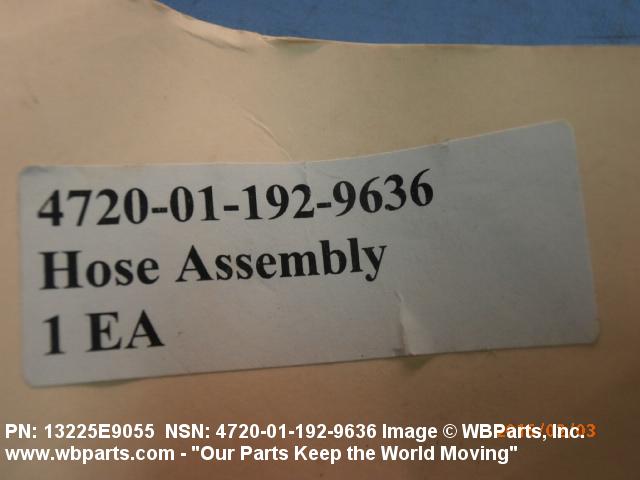 4720-01-192-9636
Hose Assembly
1 EA
PN: 13225E9055 NSN: 4720-01-192-9636 Image © WBParts, Inc.
www.wbparts.com - "Our Parts Keep the World Moving"